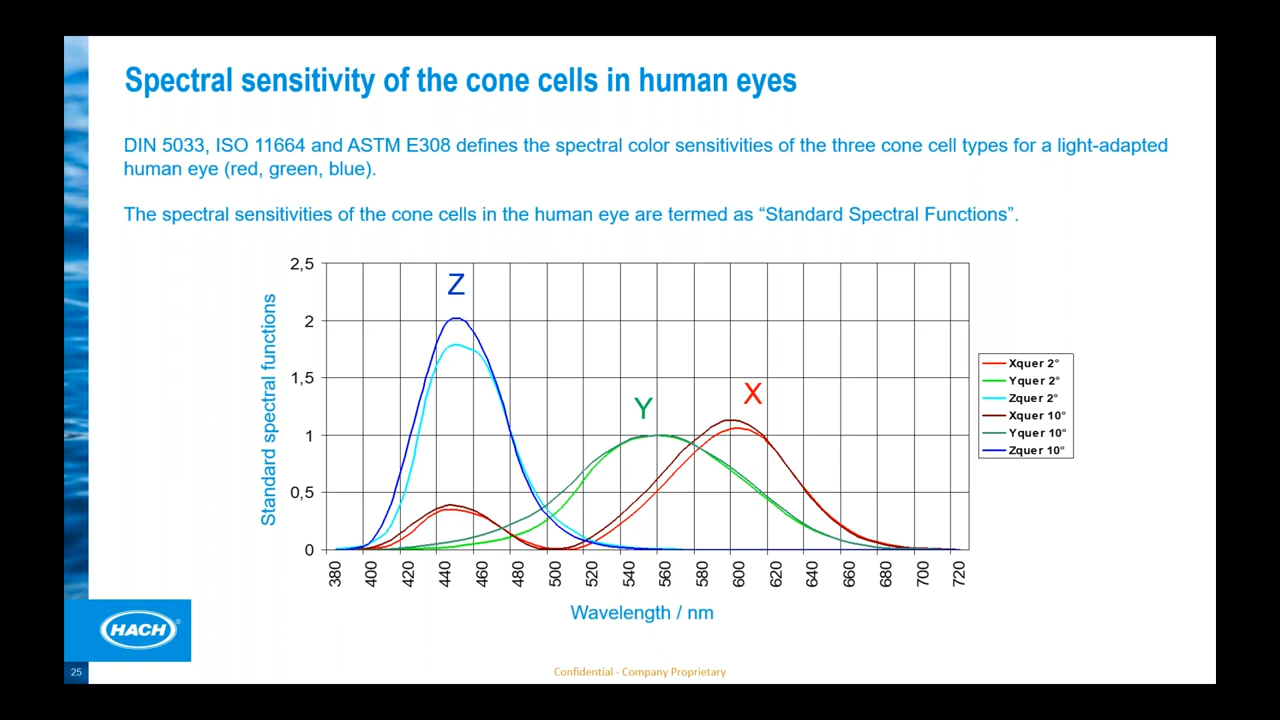 Spectral sensitivity of the cone cells in human eyes
DIN 5033, ISO 11664 and ASTM E308 defines the spectral color sensitivities of the three cone cell types for a light-adapted
human eye (red, green, blue).
The spectral sensitivities of the cone cells in the human eye are termed as “Standard Spectral Functions”.
Standard spectral functions
2,5
2
1,5
1
0,5
0
Z
Y
X
Xquer 2°
Yquer 2°
Zquer 2°
Xquer 10°
Yquer 10°
Zquer 10°
380 400 420 440 460 480 500 520 540 560 580 600 620 640 660 680 700 720
Wavelength / nm
HACH®
25
Confidential - Company Proprietary